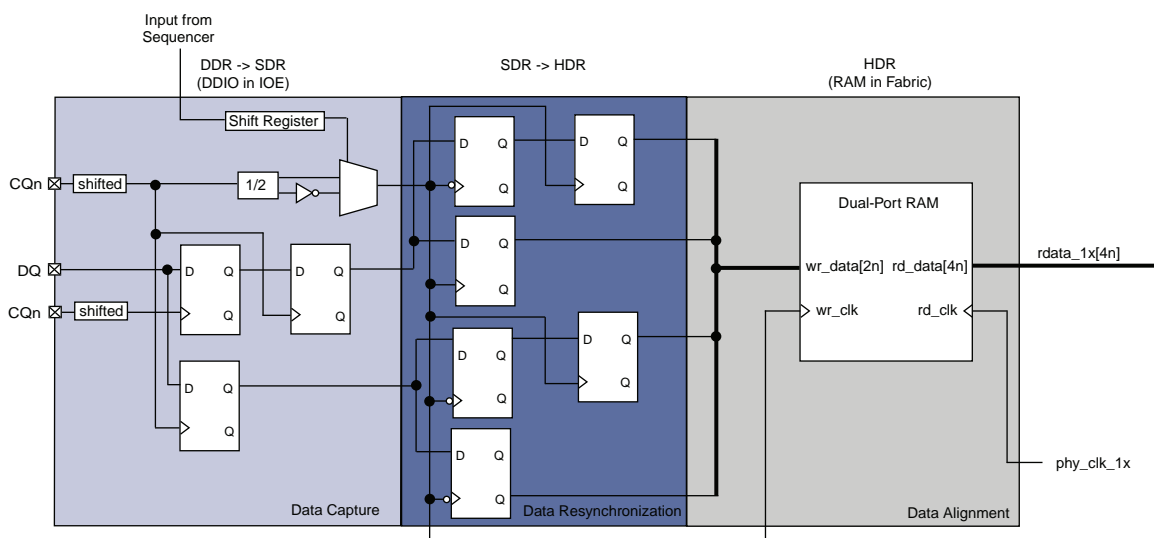 Input from
Sequencer
DDR -> SDR
(DDIO in IOE)
SDR -> HDR
HDR
(RAM in Fabric)
Shift Register
CQn
shifted
1/2
DQ
CQn
shifted
D
Q
Q
D
Q
Q
D
Q
Q
Data Capture
D
Q
Q
D
Q
Q
D
Q
Q
D
Q
Q
D
Q
Q
D
Q
Q
Data Resynchronization
Dual-Port RAM
wr_data[2n]
rd_data[4n]
wr_clk
rd_clk
rdata_1x[4n]
phy_clk_1x
Data Alignment